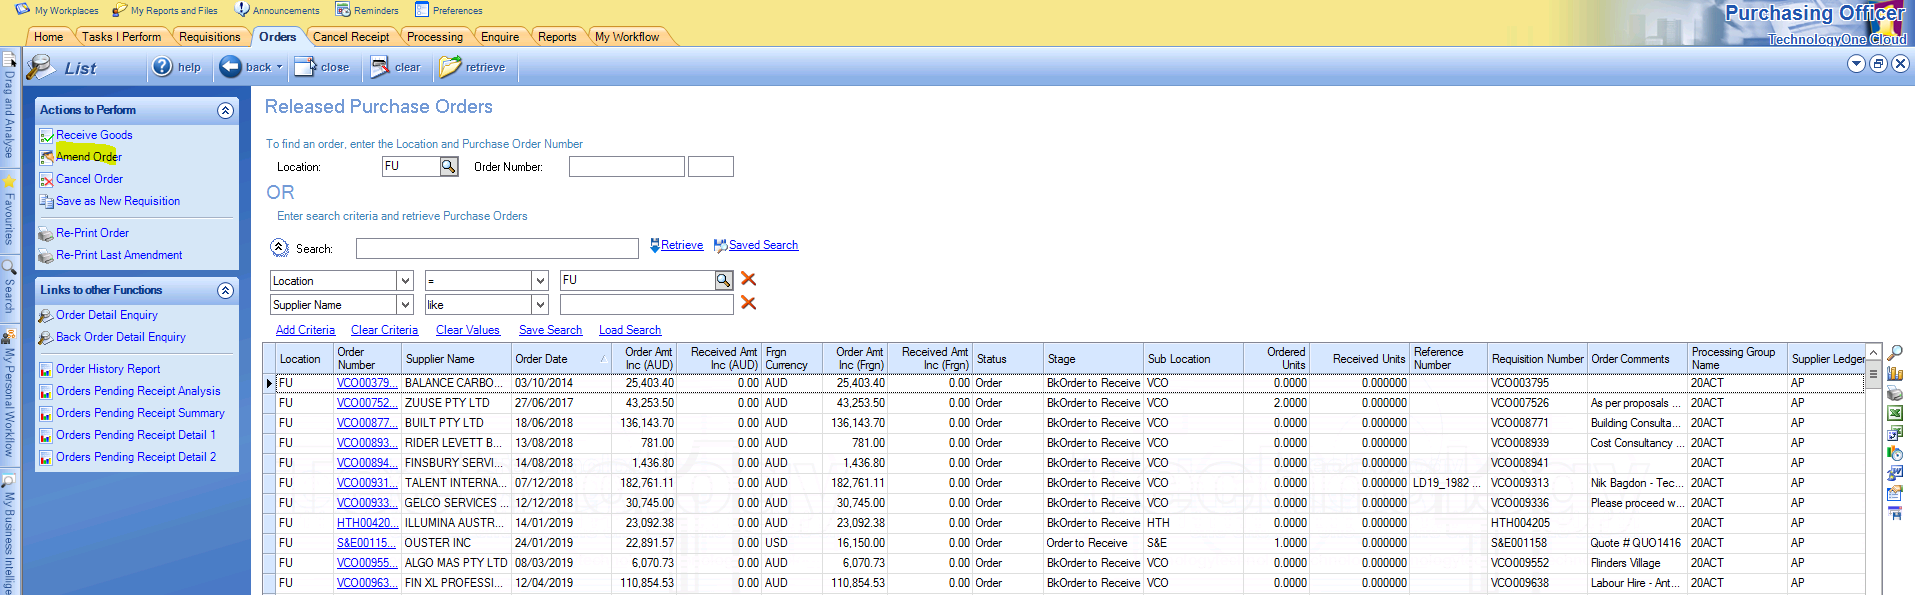 My Workplaces My Reports and Files Announcements Reminders Preferences
Purchasing Officer
TechnologyOne Cloud
Home Tasks I Perform Requisitions Orders Cancel Receipt Processing Enquire Reports My Workflow
List help back close clear retrieve
Drag and Analyse
Favourites
Search
My Personal Workflow
My Business Intellige
Actions to Perform
Receive Goods
Amend Order
Cancel Order
Save as New Requisition
Re-Print Order
Re-Print Last Amendment
Links to other Functions
Order Detail Enquiry
Back Order Detail Enquiry
Order History Report
Orders Pending Receipt Analysis
Orders Pending Receipt Summary
Orders Pending Receipt Detail 1
Orders Pending Receipt Detail 2
Released Purchase Orders
To find an order, enter the Location and Purchase Order Number
Location: FU Order Number:
OR
Enter search criteria and retrieve Purchase Orders
Search: Retrieve Saved Search
Location = FU
Supplier Name like
Add Criteria Clear Criteria Clear Values Save Search Load Search
Location Order Number Supplier Name Order Date Order Amt Inc (AUD) Received Amt Inc (AUD) Frgn Currency Order Amt Inc (Frgn) Received Amt Inc (Frgn) Status Stage Sub Location Ordered Units Received Units Reference Number Requisition Number Order Comments Processing Group Name Supplier Ledger
FU VCO00379... BALANCE CARBO... 03/10/2014 25,403.40 0.00 AUD 25,403.40 0.00 Order BkOrder to Receive VCO 0.0000 0.000000 VCO003795 20ACT AP
FU VCO00752... ZUUSE PTY LTD 27/06/2017 43,253.50 0.00 AUD 43,253.50 0.00 Order BkOrder to Receive VCO 2.0000 0.000000 VCO007526 As per proposals ... 20ACT AP
FU VCO00877... BUILT PTY LTD 18/06/2018 136,143.70 0.00 AUD 136,143.70 0.00 Order BkOrder to Receive VCO 0.0000 0.000000 VCO008771 Building Consulta... 20ACT AP
FU VCO00893... RIDER LEVETT B... 13/08/2018 781.00 0.00 AUD 781.00 0.00 Order BkOrder to Receive VCO 0.0000 0.000000 VCO008939 Cost Consultancy ... 20ACT AP
FU VCO00894... FINSBURY SERVI... 14/08/2018 1,436.80 0.00 AUD 1,436.80 0.00 Order BkOrder to Receive VCO 0.0000 0.000000 VCO008941 20ACT AP
FU VCO00931... TALENT INTERNA... 07/12/2018 182,761.11 0.00 AUD 182,761.11 0.00 Order BkOrder to Receive VCO 0.0000 0.000000 LD19_1982 ... VCO009313 Nik Bagdon - Tec... 20ACT AP
FU VCO00933... GELCO SERVICES ... 12/12/2018 30,745.00 0.00 AUD 30,745.00 0.00 Order BkOrder to Receive VCO 0.0000 0.000000 VCO009336 Please proceed w... 20ACT AP
FU HTH00420... ILLUMINA AUSTR... 14/01/2019 23,092.38 0.00 AUD 23,092.38 0.00 Order BkOrder to Receive HTH 0.0000 0.000000 HTH004205 20ACT AP
FU S&E00115... OUSTER INC 24/01/2019 22,891.57 0.00 USD 16,150.00 0.00 Order Order to Receive S&E 1.0000 0.000000 S&E001158 Quote # QUO1416 20ACT AP
FU VCO00955... ALGO MAS PTY LTD 08/03/2019 6,070.73 0.00 AUD 6,070.73 0.00 Order BkOrder to Receive VCO 0.0000 0.000000 VCO009552 Flinders Village 20ACT AP
FU VCO00963... FIN XL PROFESSI... 12/04/2019 110,854.53 0.00 AUD 110,854.53 0.00 Order BkOrder to Receive VCO 0.0000 0.000000 VCO009638 Labour Hire - Ant... 20ACT AP